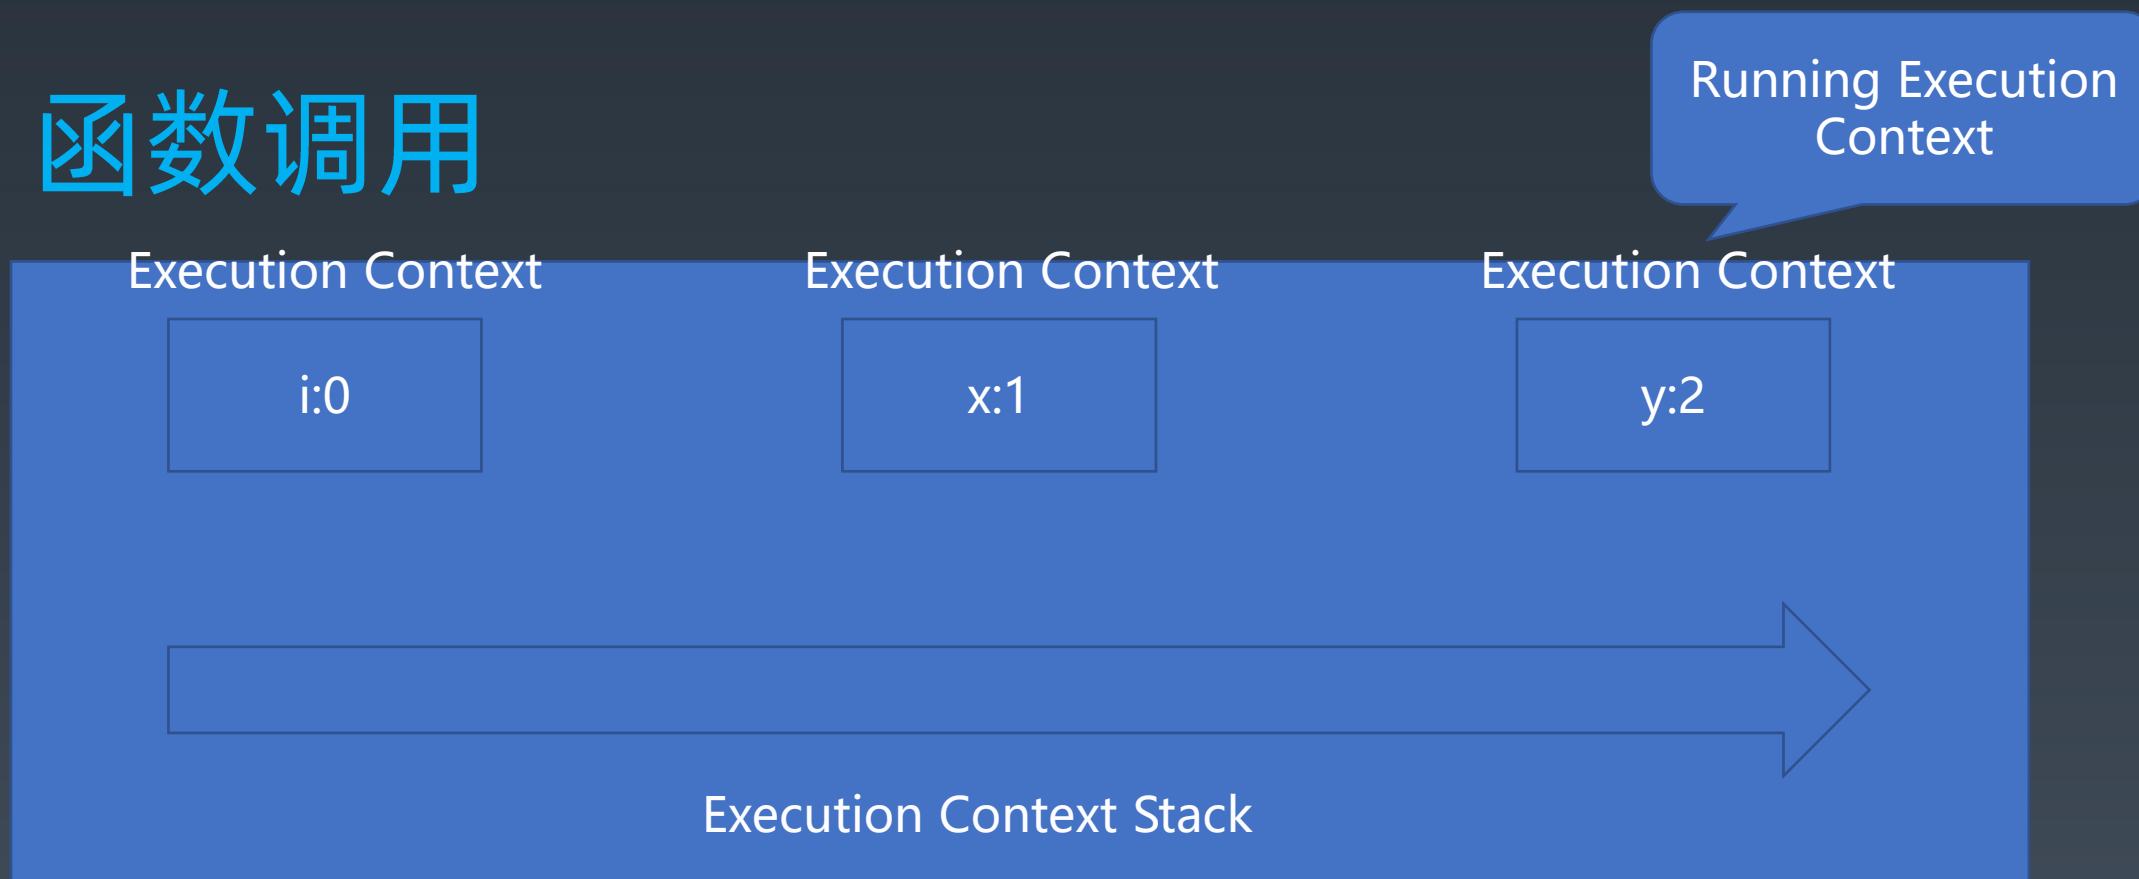 函数调用
Running Execution
Context
Execution Context
Execution Context
Execution Context
i:0
x:1
y:2
Execution Context Stack